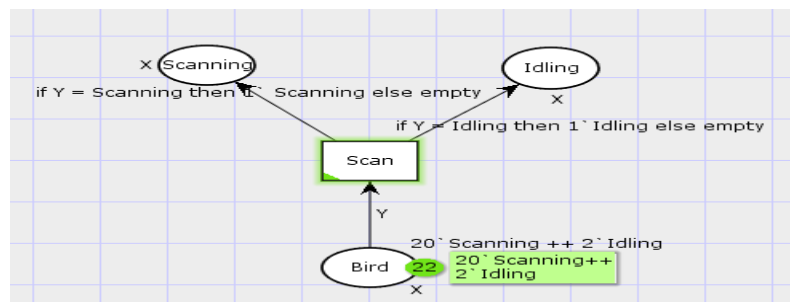 X Scanning
Idling
if Y = Scanning then 1` Scanning else empty
X
if Y = Idling then 1`Idling else empty
Scan
Y
20`Scanning ++ 2`Idling
Bird 22 20`Scanning++
2`Idling
X